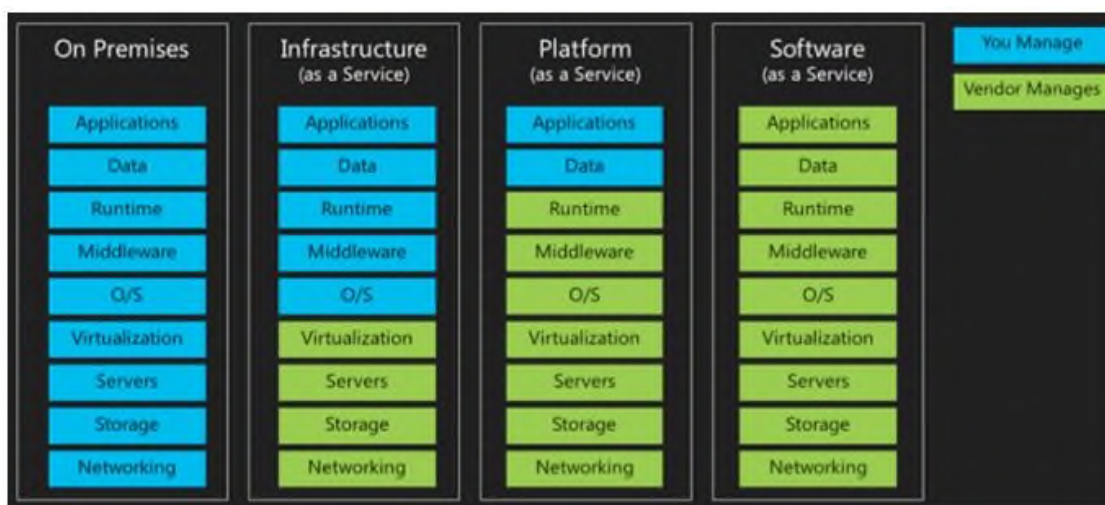 On Premises
Applications
Data
Runtime
Middleware
O/S
Virtualization
Servers
Storage
Networking
Infrastructure
(as a Service)
Applications
Data
Runtime
Middleware
O/S
Virtualization
Servers
Storage
Networking
Platform
(as a Service)
Applications
Data
Runtime
Middleware
O/S
Virtualization
Servers
Storage
Networking
Software
(as a Service)
Applications
Data
Runtime
Middleware
O/S
Virtualization
Servers
Storage
Networking
You Manage
Vendor Manages